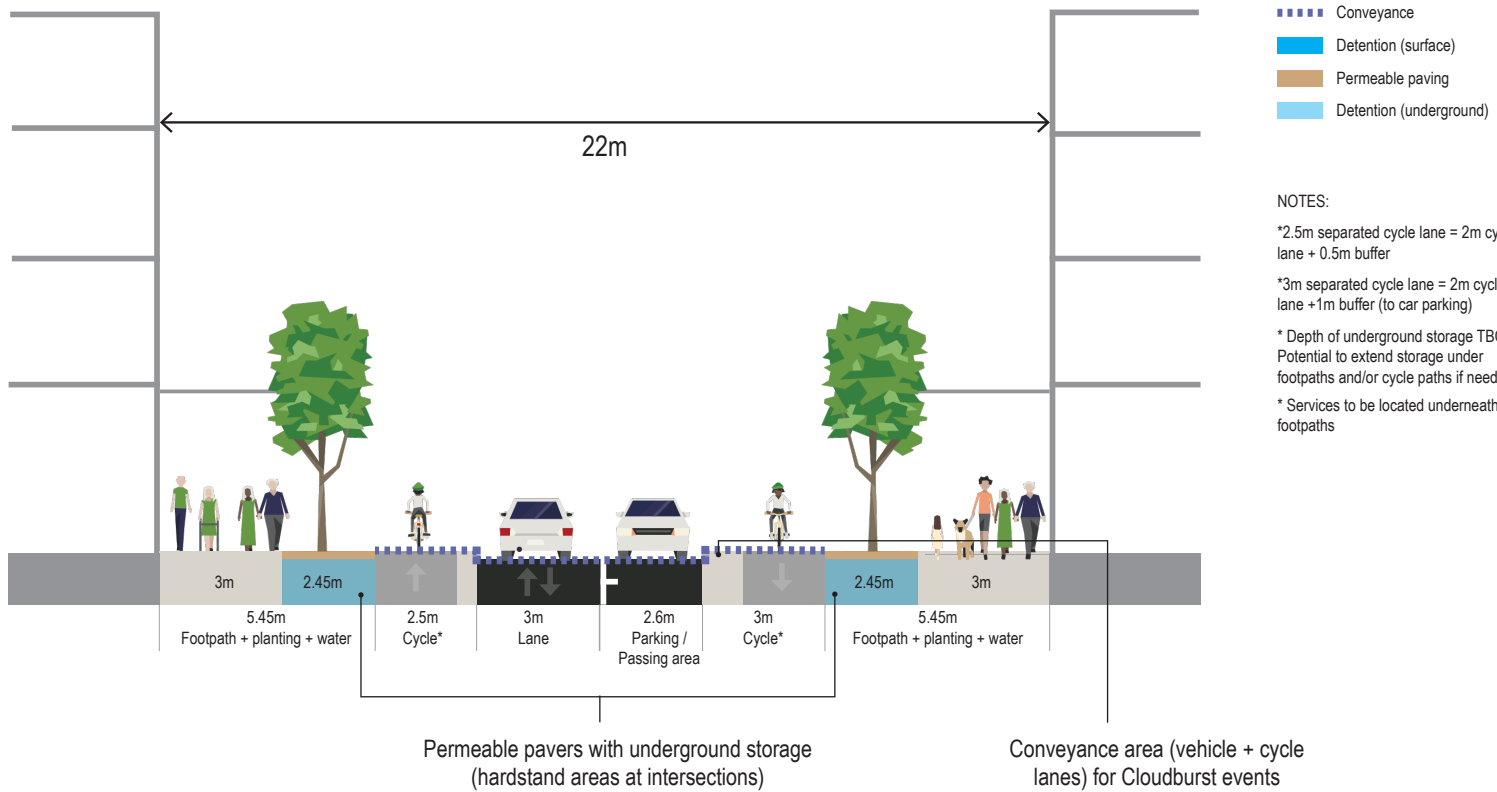 Conveyance
Detention (surface)
Permeable paving
Detention (underground)
22m
NOTES:
*2.5m separated cycle lane = 2m cy
lane + 0.5m buffer
*3m separated cycle lane = 2m cycl
lane +1m buffer (to car parking)
* Depth of underground storage TB
Potential to extend storage under
footpaths and/or cycle paths if need
* Services to be located underneath
footpaths
3m
2.45m
2.45m
3m
5.45m
Footpath + planting + water
2.5m
Cycle*
3m
Lane
2.6m
Parking /
Passing area
3m
Cycle*
5.45m
Footpath + planting + water
Permeable pavers with underground storage
(hardstand areas at intersections)
Conveyance area (vehicle + cycle
lanes) for Cloudburst events